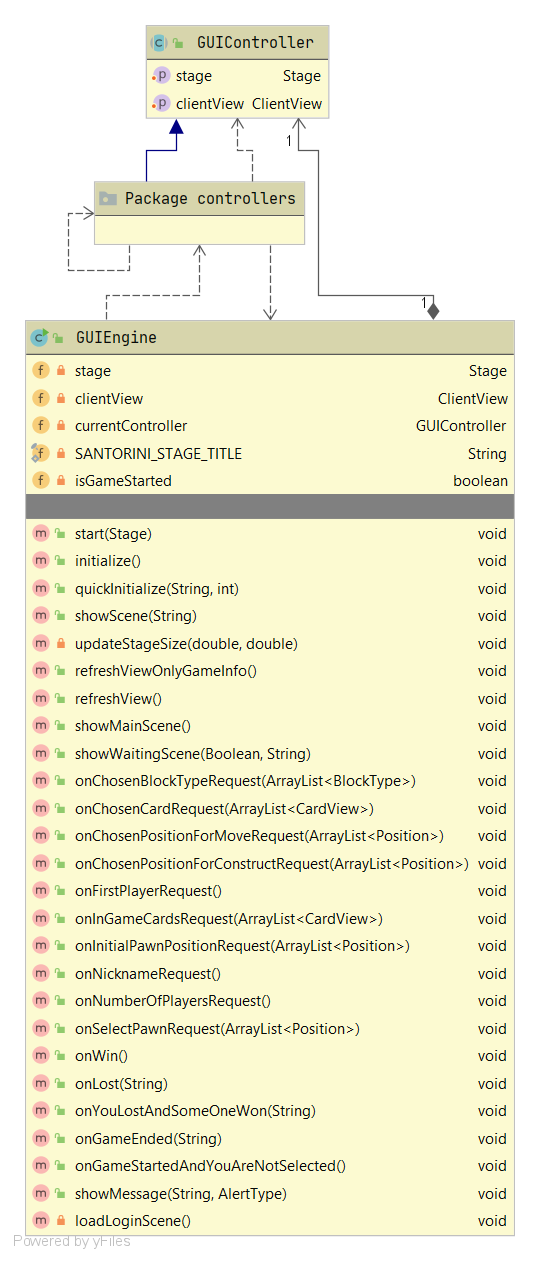 GUIController
stage Stage
clientView ClientView
1
Package controllers
1
GUIEngine
stage Stage
clientView ClientView
currentController GUIController
SANTORINI_STAGE_TITLE String
isGameStarted boolean
start(Stage) void
initialize() void
quickInitialize(String, int) void
showScene(String) void
updateStageSize(double, double) void
refreshViewOnlyGameInfo() void
refreshView() void
showMainScene() void
showWaitingScene(Boolean, String) void
onChosenBlockTypeRequest(ArrayList<BlockType>) void
onChosenCardRequest(ArrayList<CardView>) void
onChosenPositionForMoveRequest(ArrayList<Position>) void
onChosenPositionForConstructRequest(ArrayList<Position>) void
onFirstPlayerRequest() void
onInGameCardsRequest(ArrayList<CardView>) void
onInitialPawnPositionRequest(ArrayList<Position>) void
onNicknameRequest() void
onNumberOfPlayersRequest() void
onSelectPawnRequest(ArrayList<Position>) void
onWin() void
onLost(String) void
onYouLostAndSomeOneWon(String) void
onGameEnded(String) void
onGameStartedAndYouAreNotSelected() void
showMessage(String, AlertType) void
loadLoginScene() void
Powered by yFiles